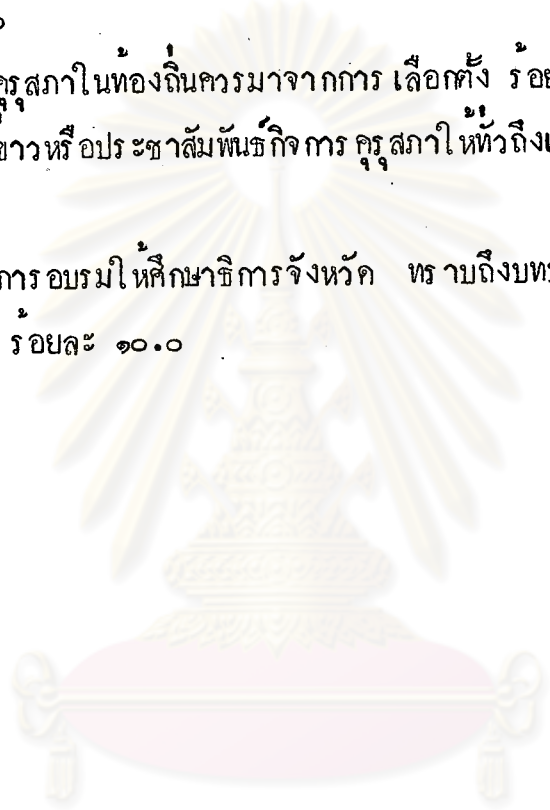 ๐
คุรุสภาในท้องถิ่นควรมาจากการ เลือกตั้ง ร้อย
ข่าวหรือประชาสัมพันธ์กิจการคุรุสภาให้ทั่วถึง
การอบรมให้ศึกษาธิการจังหวัด ทราบถึงบท
ร้อยละ ๑๐.๐